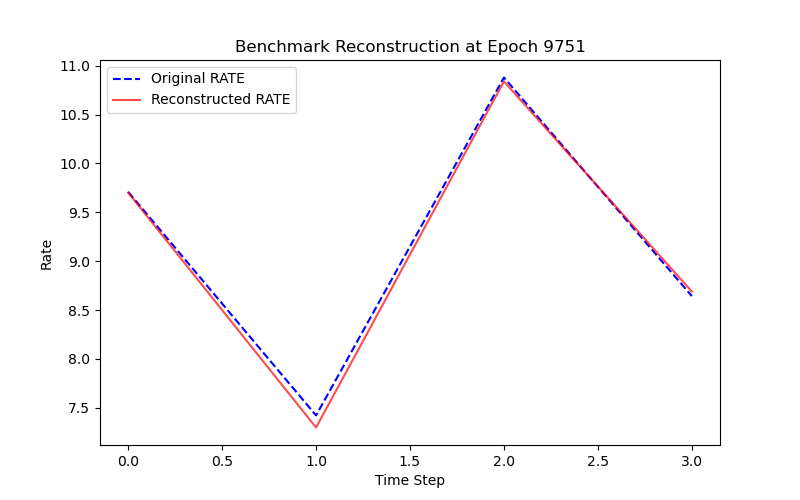 Benchmark Reconstruction at Epoch 9751
Original RATE
Reconstructed RATE
11.0
10.5
10.0
9.5
9.0
8.5
8.0
7.5
Rate
0.0 0.5 1.0 1.5 2.0 2.5 3.0
Time Step